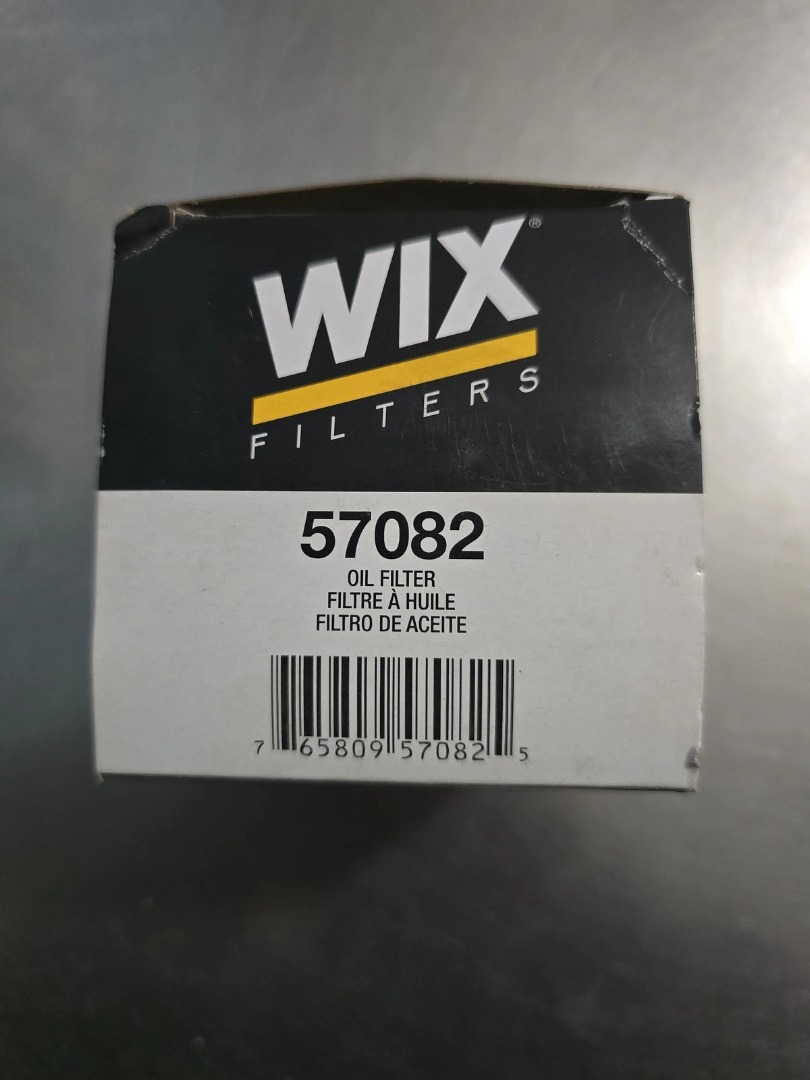 WIX®
FILTERS
57082
OIL FILTER
FILTRE À HUILE
FILTRO DE ACEITE
7 65809 57082 5